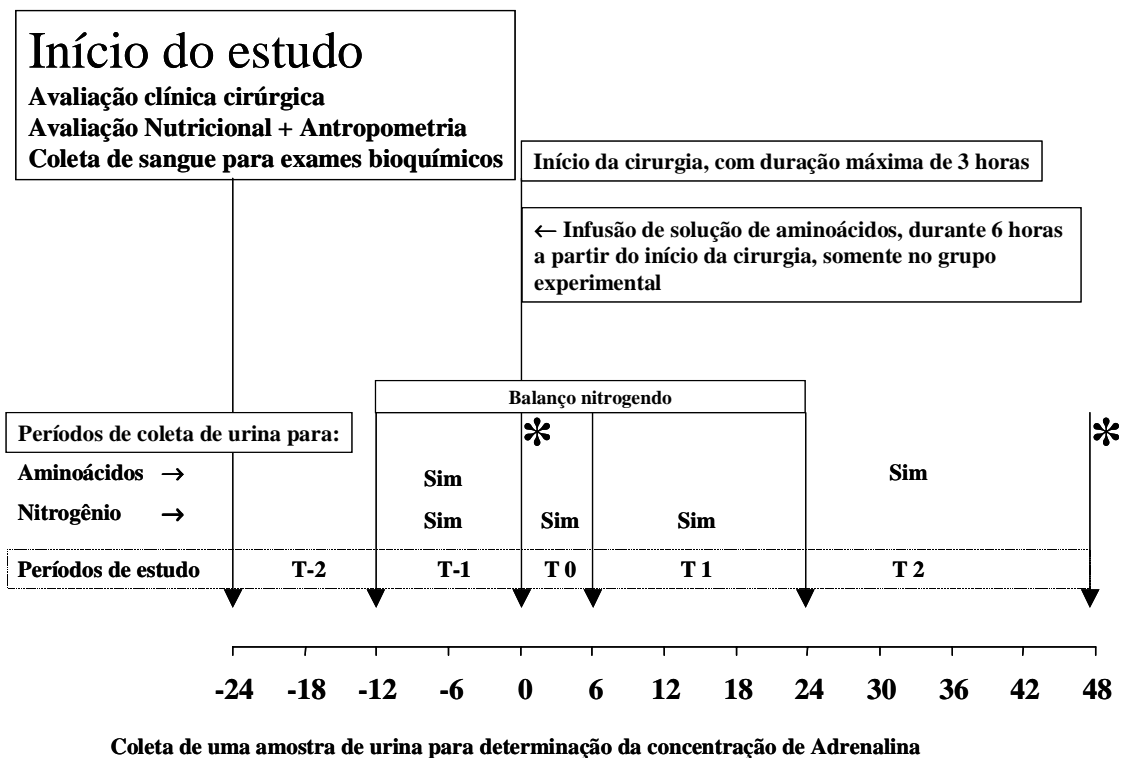 Início do estudo
Avaliação clínica cirúrgica
Avaliação Nutricional + Antropometria
Coleta de sangue para exames bioquímicos
Início da cirurgia, com duração máxima de 3 horas
← Infusão de solução de aminoácidos, durante 6 horas
a partir do início da cirurgia, somente no grupo
experimental
Balanço nitrogendo
Períodos de coleta de urina para:
* *
Aminoácidos → Sim Sim
Nitrogênio → Sim Sim Sim
Períodos de estudo T-2 T-1 T 0 T 1 T 2
-24 -18 -12 -6 0 6 12 18 24 30 36 42 48
Coleta de uma amostra de urina para determinação da concentração de Adrenalina